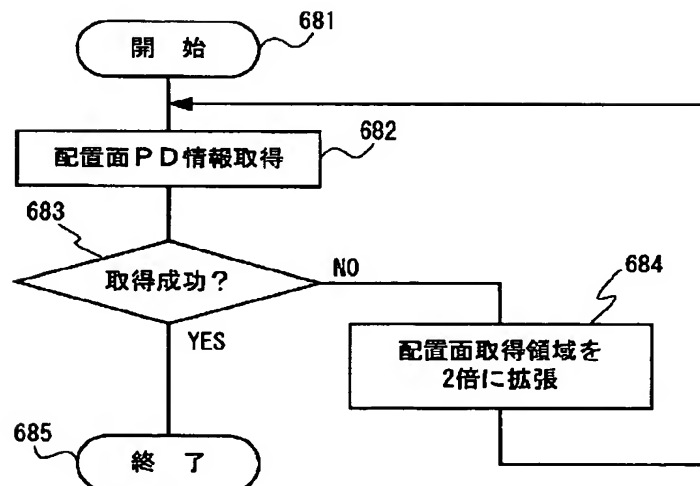 681
開 始
682
配置面PD情報取得
683
取得成功?
NO
684
YES
配置面取得領域を
2倍に拡張
685
終 了